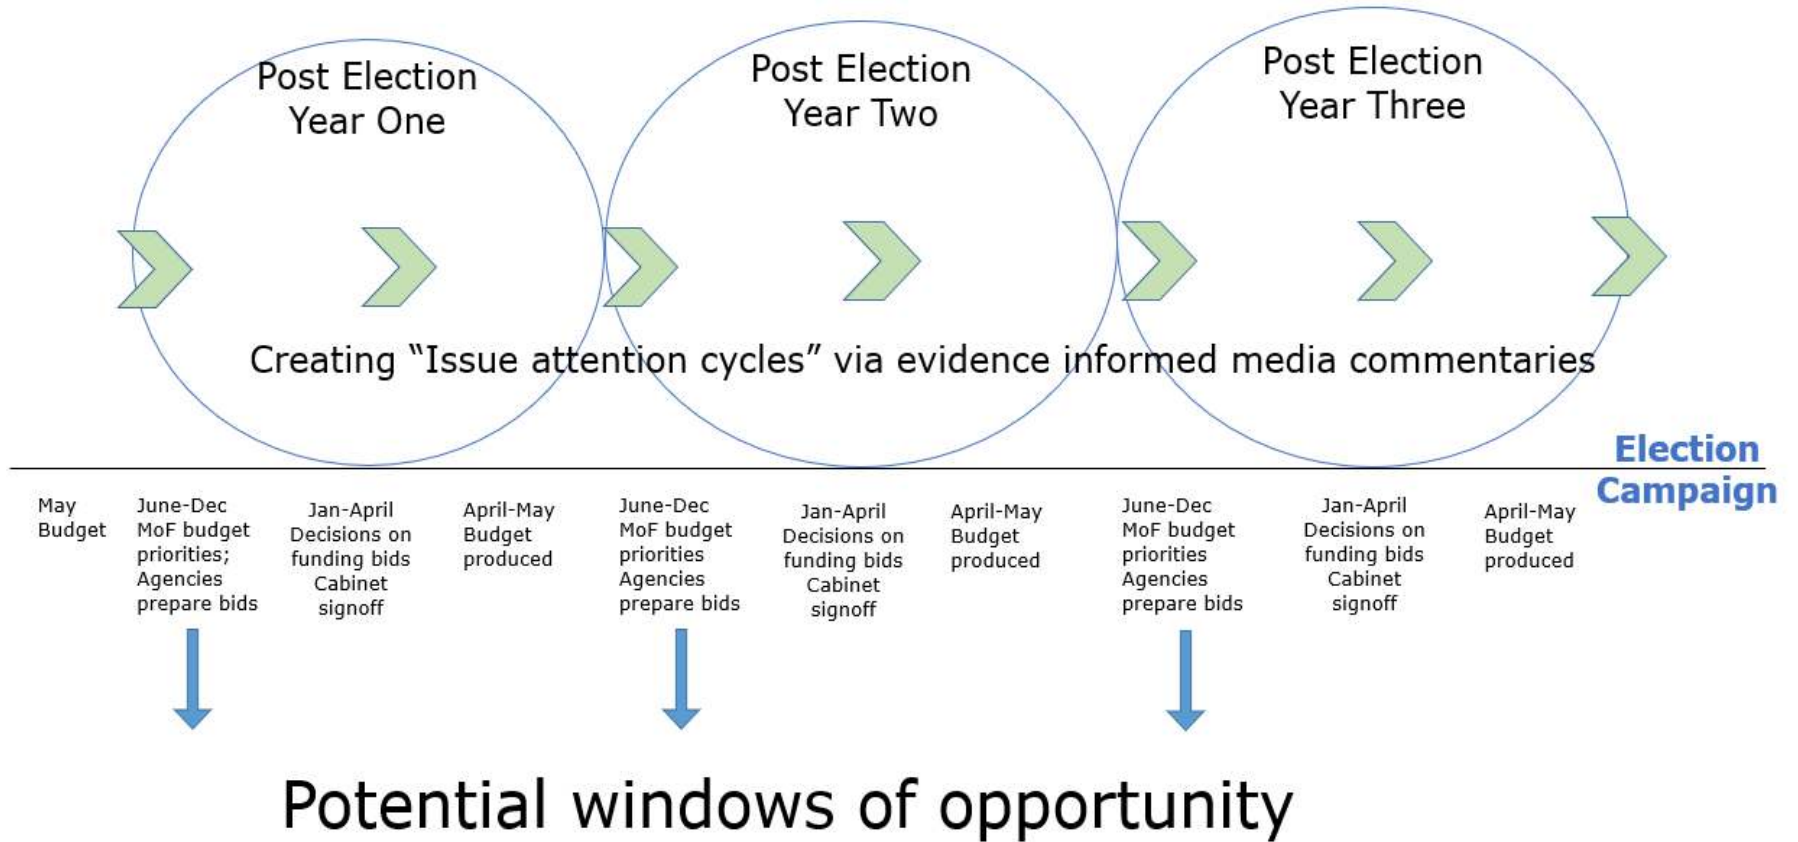 Post Election
Year One
Post Election
Year Two
Post Election
Year Three
Creating “Issue attention cycles” via evidence informed media commentaries
Election
Campaign
May
Budget
June-Dec
MoF budget
priorities;
Agencies
prepare bids
Jan-April
Decisions on
funding bids
Cabinet
signoff
April-May
Budget
produced
June-Dec
MoF budget
priorities
Agencies
prepare bids
Jan-April
Decisions on
funding bids
Cabinet
signoff
April-May
Budget
produced
June-Dec
MoF budget
priorities
Agencies
prepare bids
Jan-April
Decisions on
funding bids
Cabinet
signoff
April-May
Budget
produced
Potential windows of opportunity